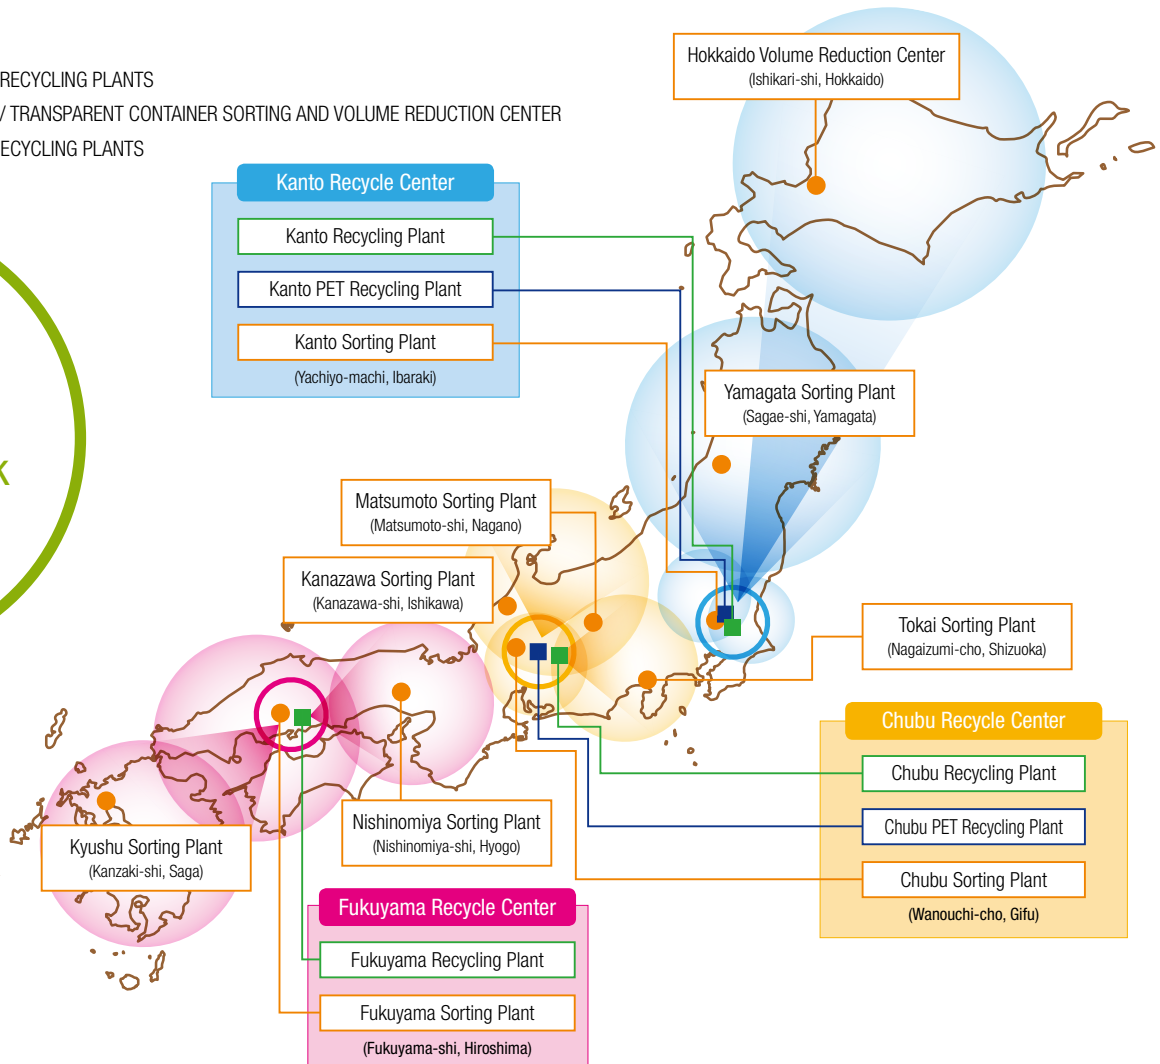 RECYCLING PLANTS
/ TRANSPARENT CONTAINER SORTING AND VOLUME REDUCTION CENTER
ECYCLING PLANTS
K
Hokkaido Volume Reduction Center
(Ishikari-shi, Hokkaido)
Kanto Recycle Center
Kanto Recycling Plant
Kanto PET Recycling Plant
Kanto Sorting Plant
(Yachiyo-machi, Ibaraki)
Yamagata Sorting Plant
(Sagae-shi, Yamagata)
Matsumoto Sorting Plant
(Matsumoto-shi, Nagano)
Kanazawa Sorting Plant
(Kanazawa-shi, Ishikawa)
Tokai Sorting Plant
(Nagaizumi-cho, Shizuoka)
Chubu Recycle Center
Chubu Recycling Plant
Chubu PET Recycling Plant
Chubu Sorting Plant
(Wanouchi-cho, Gifu)
Nishinomiya Sorting Plant
(Nishinomiya-shi, Hyogo)
Kyushu Sorting Plant
(Kanzaki-shi, Saga)
Fukuyama Recycle Center
Fukuyama Recycling Plant
Fukuyama Sorting Plant
(Fukuyama-shi, Hiroshima)